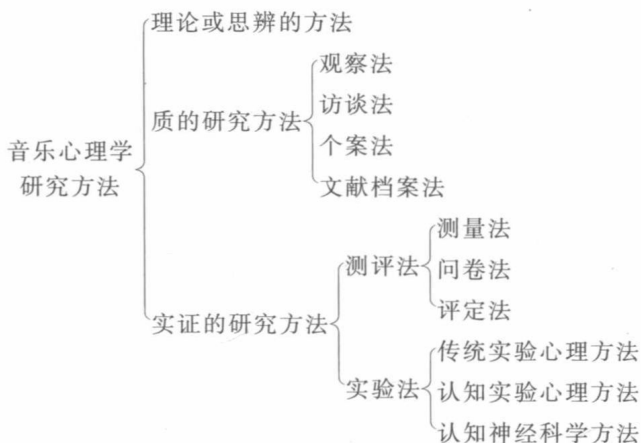 理论或思辨的方法
观察法
访谈法
质的研究方法
个案法
文献档案法
音乐心理学
研究方法
测量法
测评法
问卷法
评定法
实证的研究方法
传统实验心理方法
实验法
认知实验心理方法
认知神经科学方法